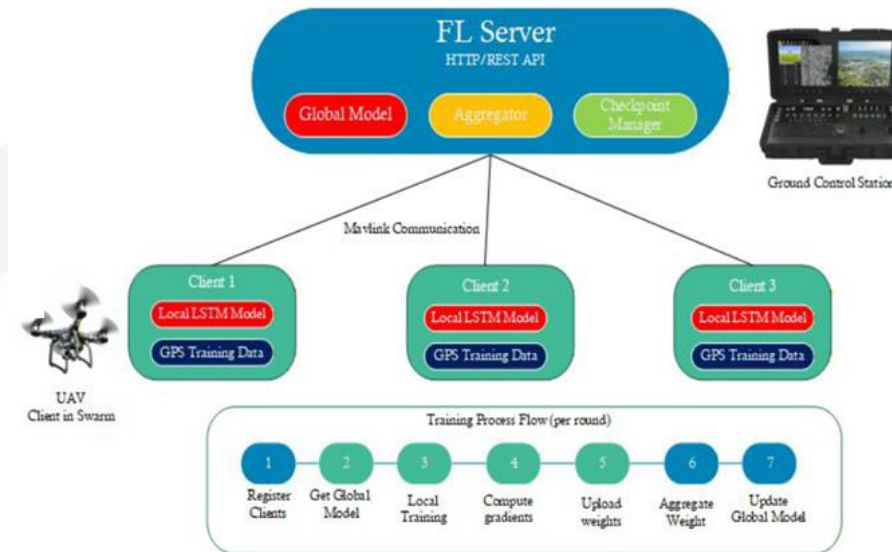 FL Server
HTTP/REST API
Global Model
Aggregator
Checkpoint
Manager
Ground Control Station
Mavlink Communication
Client 1
Local LSTM Model
GPS Training Data
Client 2
Local LSTM Model
GPS Training Data
Client 3
Local LSTM Model
GPS Training Data
UAV
Client in Swarm
Training Process Flow (per round)
1
2
3
4
5
6
7
Register
Clients
Get Global
Model
Local
Training
Compute
gradients
Upload
weights
Aggregate
Weight
Update
Global Model